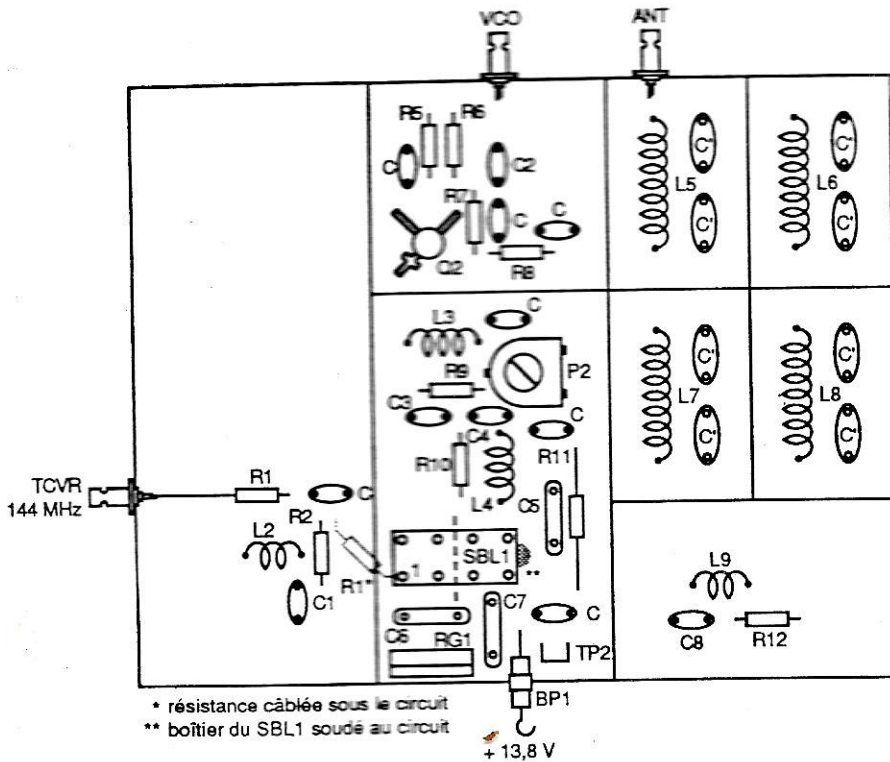 VCO
ANT
R5
R6
C
C2
R7
C
C
Q2
R8
L5
C'
C'
L6
C'
C'
L3
C
R9
P2
C3
C4
C
R10
L4
R11
C5
L7
C'
C'
L8
C'
C'
TCVR
144 MHz
R1
C
L2
R2
C1
R1*
1
SBL1
**
C6
RG1
C7
C
TP2
BP1
L9
C8
R12
* résistance câblée sous le circuit
** boîtier du SBL1 soudé au circuit
+ 13,8 V